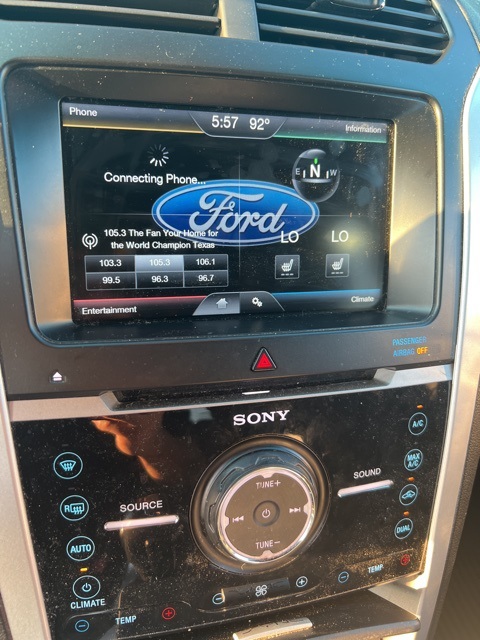 Phone
5:57 92°
Information
Connecting Phone...
E N W
Ford
105.3 The Fan Your Home for
the World Champion Texas
LO LO
103.3 105.3 106.1
99.5 96.3 96.7
Entertainment
Climate
PASSENGER
AIRBAG OFF
SONY
A/C
TUNE+
SOUND
MAX
A/C
R
SOURCE
AUTO
TUNE−
DUAL
CLIMATE
TEMP
TEMP